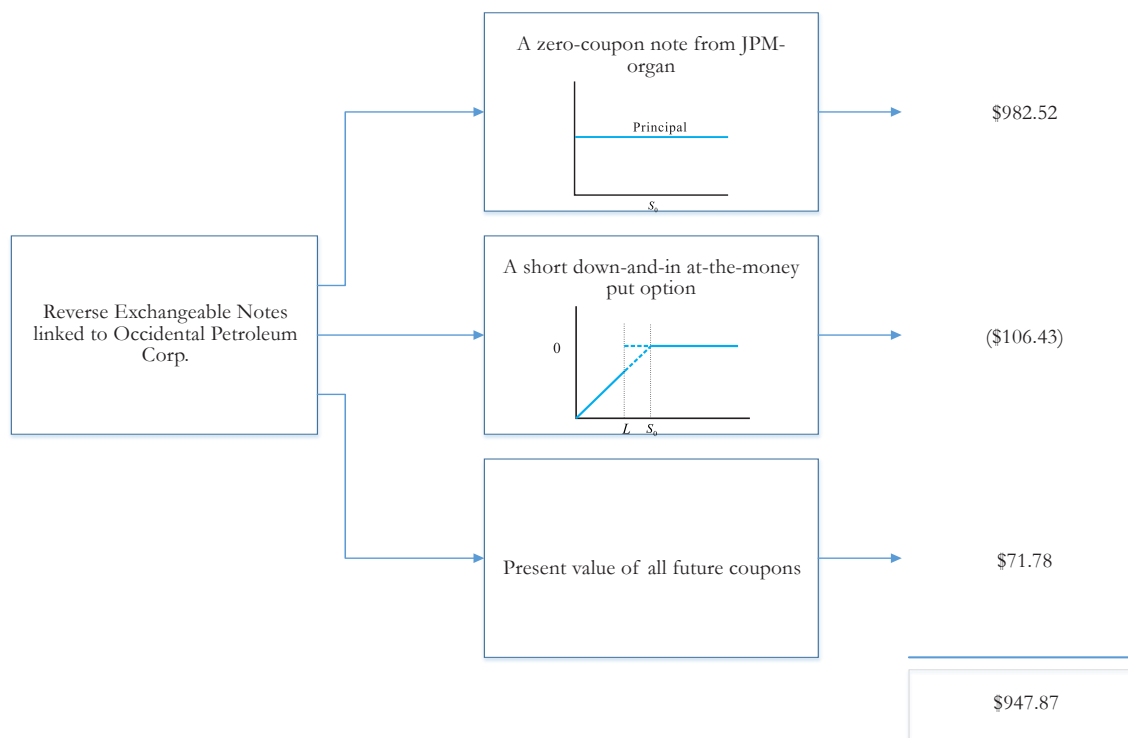 A zero-coupon note from JPM-
organ
Principal
S₀
$982.52
Reverse Exchangeable Notes
linked to Occidental Petroleum
Corp.
A short down-and-in at-the-money
put option
0
L S₀
($106.43)
Present value of all future coupons
$71.78
$947.87